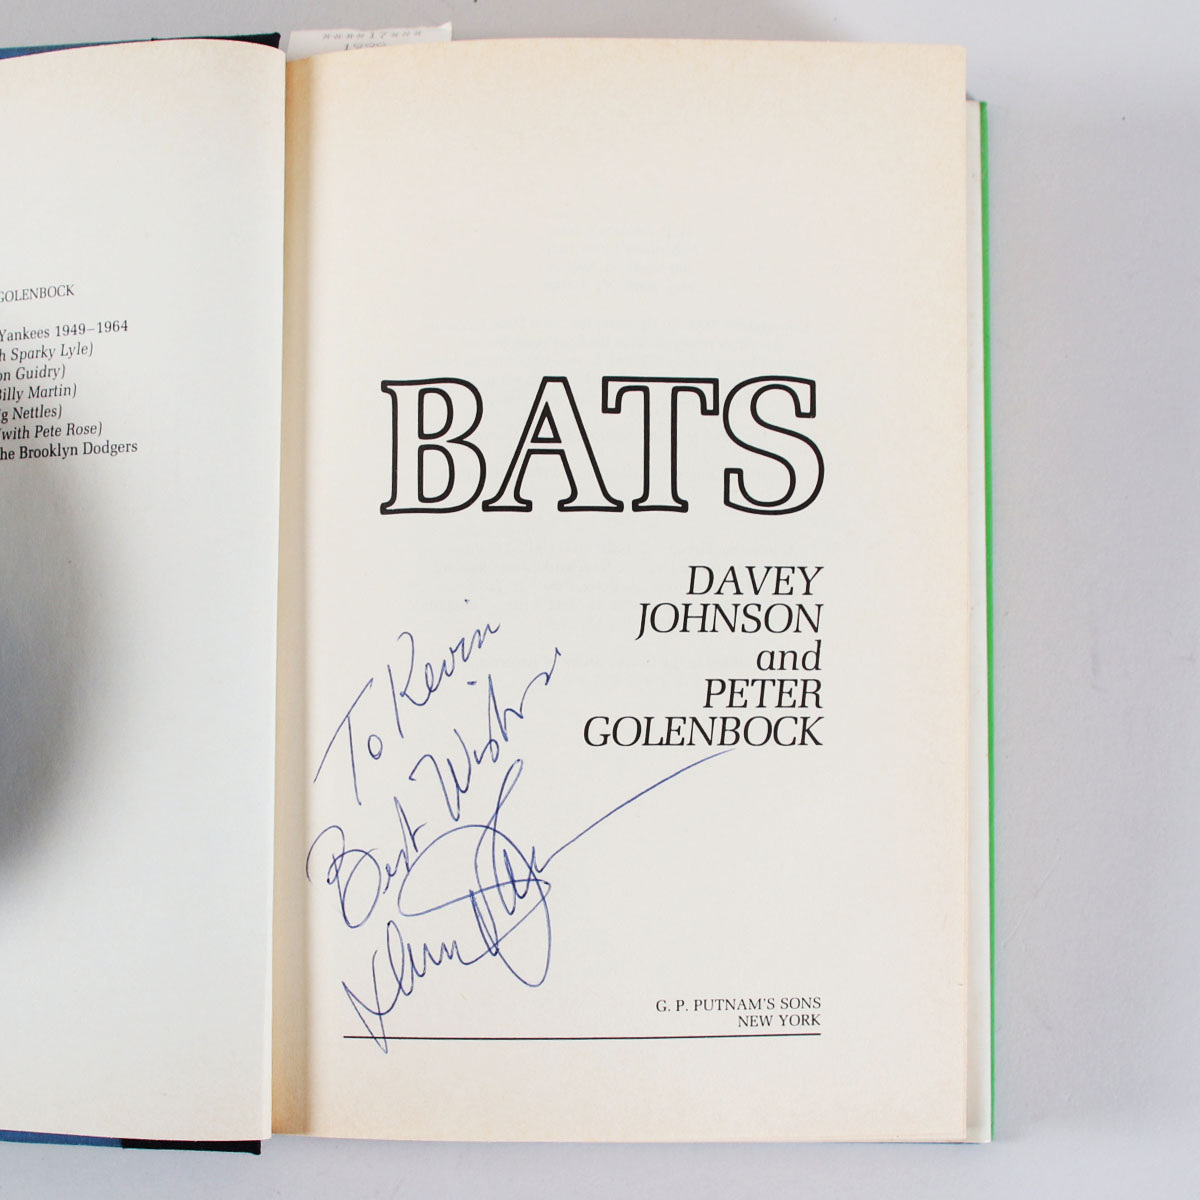 ****17***
GOLENBOCK
Yankees 1949–1964
h Sparky Lyle)
on Guidry)
Billy Martin)
g Nettles)
(with Pete Rose)
he Brooklyn Dodgers
BATS
DAVEY
JOHNSON
and
PETER
GOLENBOCK
To Kevin
Best Wishes
G. P. PUTNAM'S SONS
NEW YORK